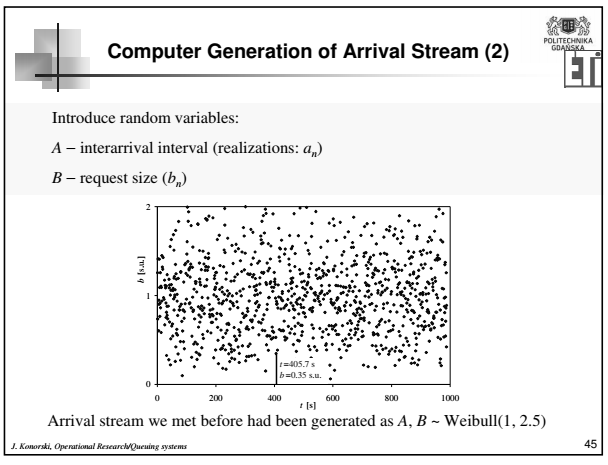 Computer Generation of Arrival Stream (2)
POLITECHNIKA
GDAŃSKA
ETI
Introduce random variables:
A – interarrival interval (realizations: aₙ)
B – request size (bₙ)
2
b [s.u.]
1
t=405.7 s
b=0.35 s.u.
0
0 200 400 600 800 1000
t [s]
Arrival stream we met before had been generated as A, B ~ Weibull(1, 2.5)
J. Konorski, Operational Research/Queuing systems
45